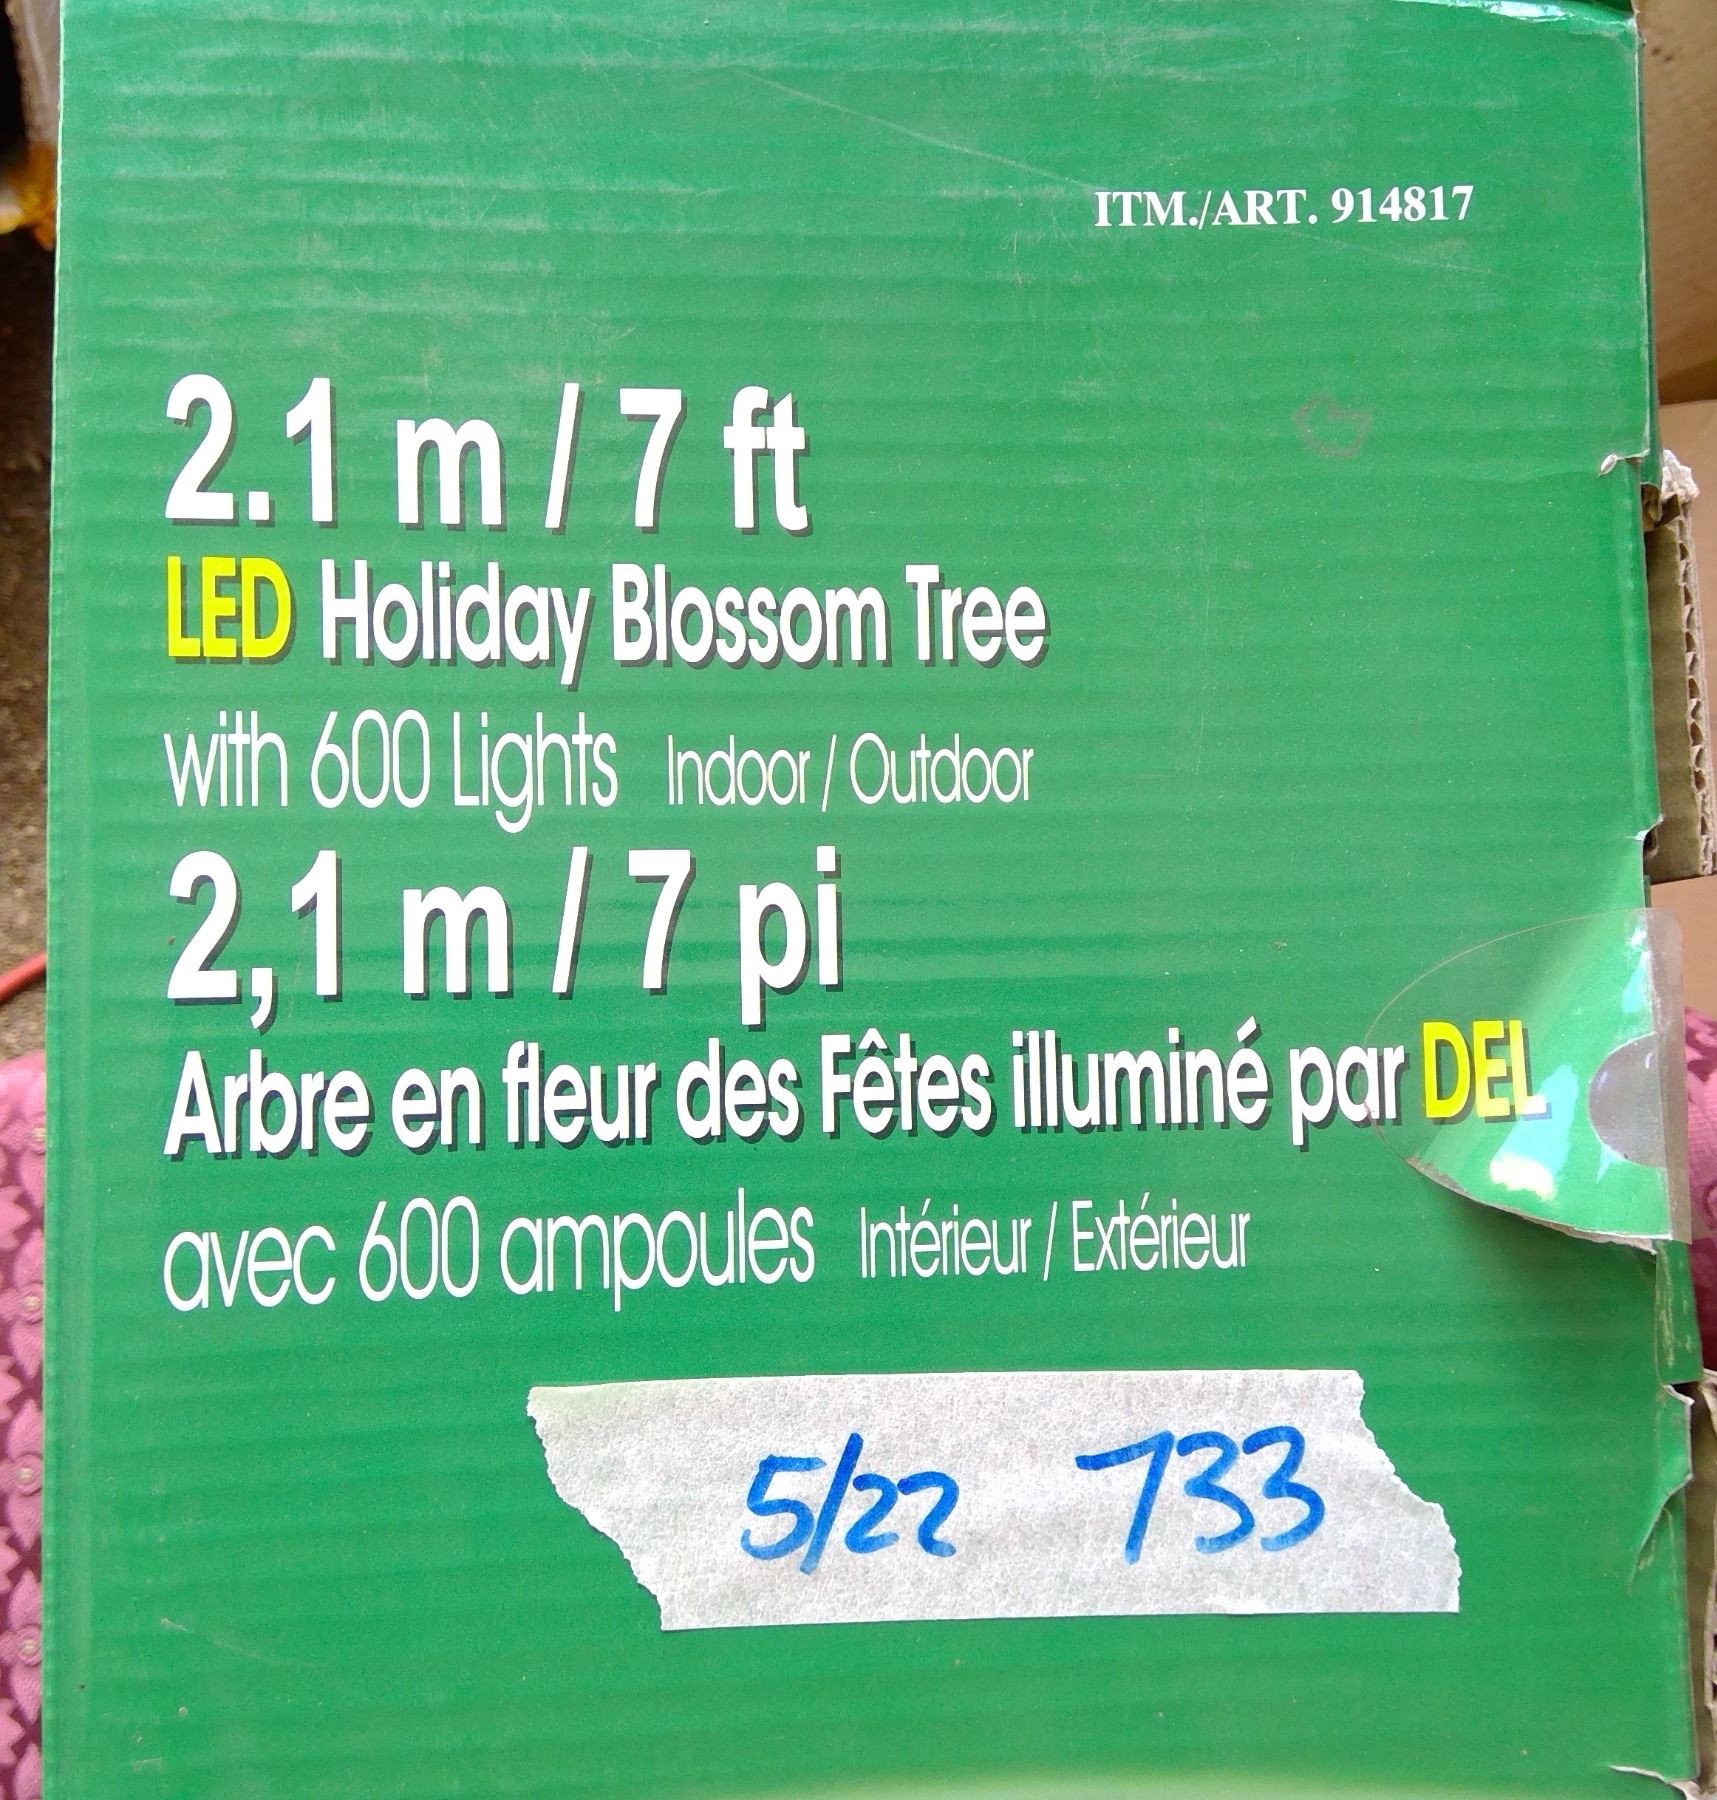 ITM./ART. 914817
2.1 m / 7 ft
LED Holiday Blossom Tree
with 600 Lights Indoor / Outdoor
2,1 m / 7 pi
Arbre en fleur des Fêtes illuminé par DEL
avec 600 ampoules Intérieur / Extérieur
5/22 733